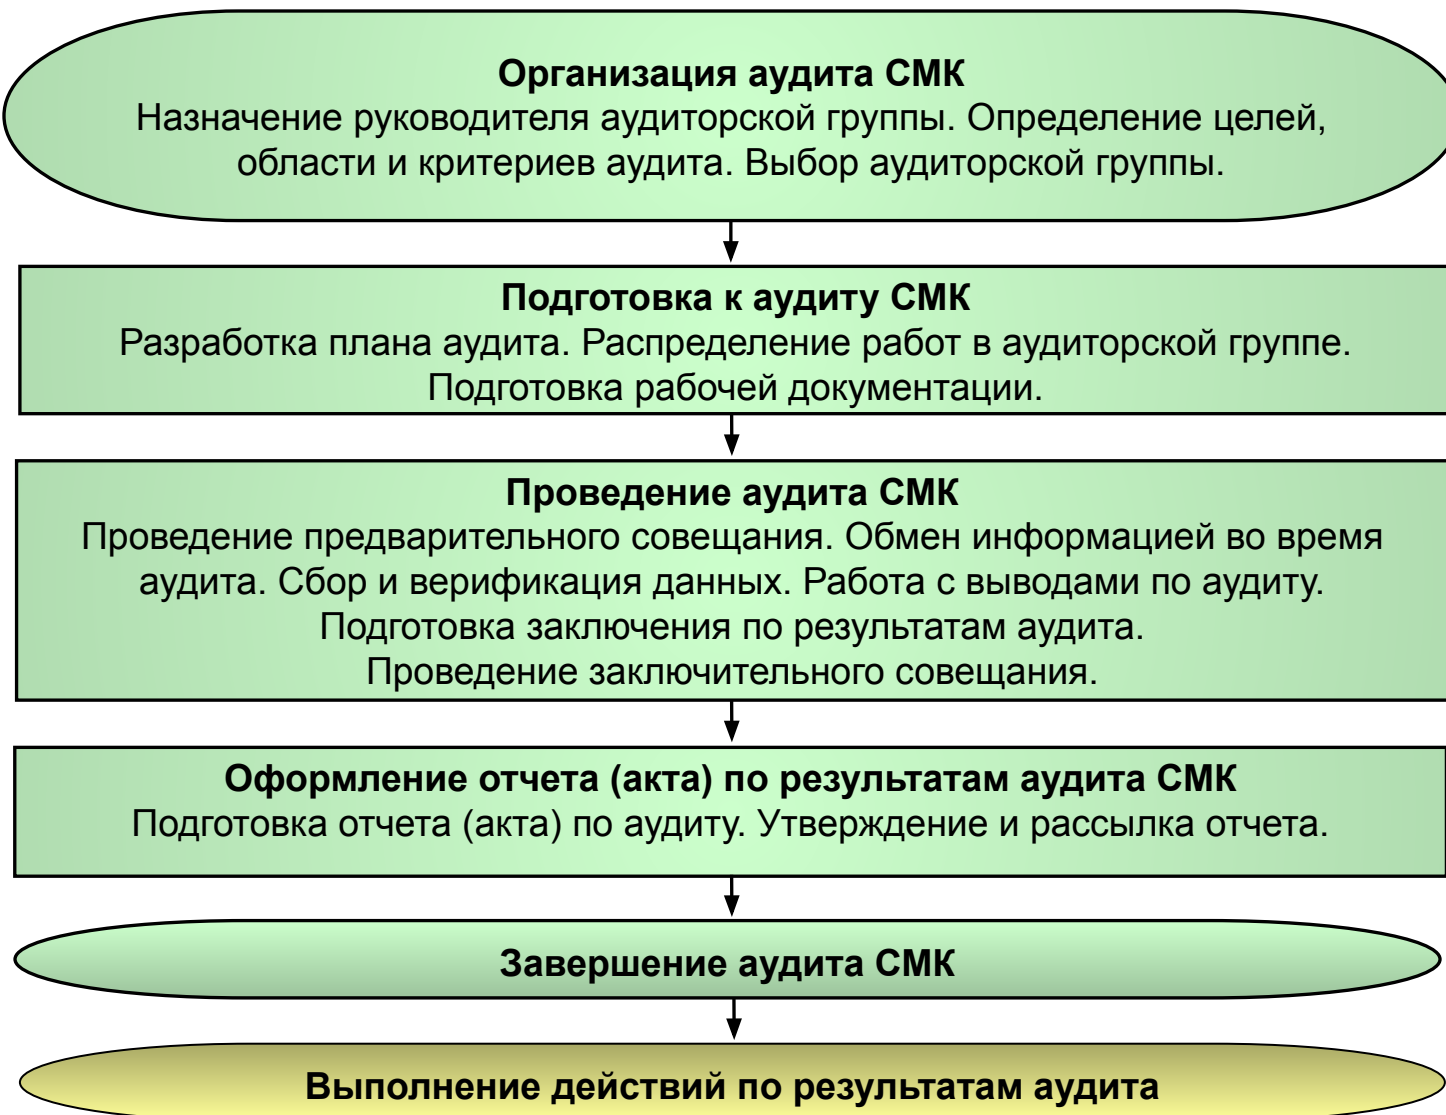 Организация аудита СМК
Назначение руководителя аудиторской группы. Определение целей,
области и критериев аудита. Выбор аудиторской группы.
Подготовка к аудиту СМК
Разработка плана аудита. Распределение работ в аудиторской группе.
Подготовка рабочей документации.
Проведение аудита СМК
Проведение предварительного совещания. Обмен информацией во время
аудита. Сбор и верификация данных. Работа с выводами по аудиту.
Подготовка заключения по результатам аудита.
Проведение заключительного совещания.
Оформление отчета (акта) по результатам аудита СМК
Подготовка отчета (акта) по аудиту. Утверждение и рассылка отчета.
Завершение аудита СМК
Выполнение действий по результатам аудита